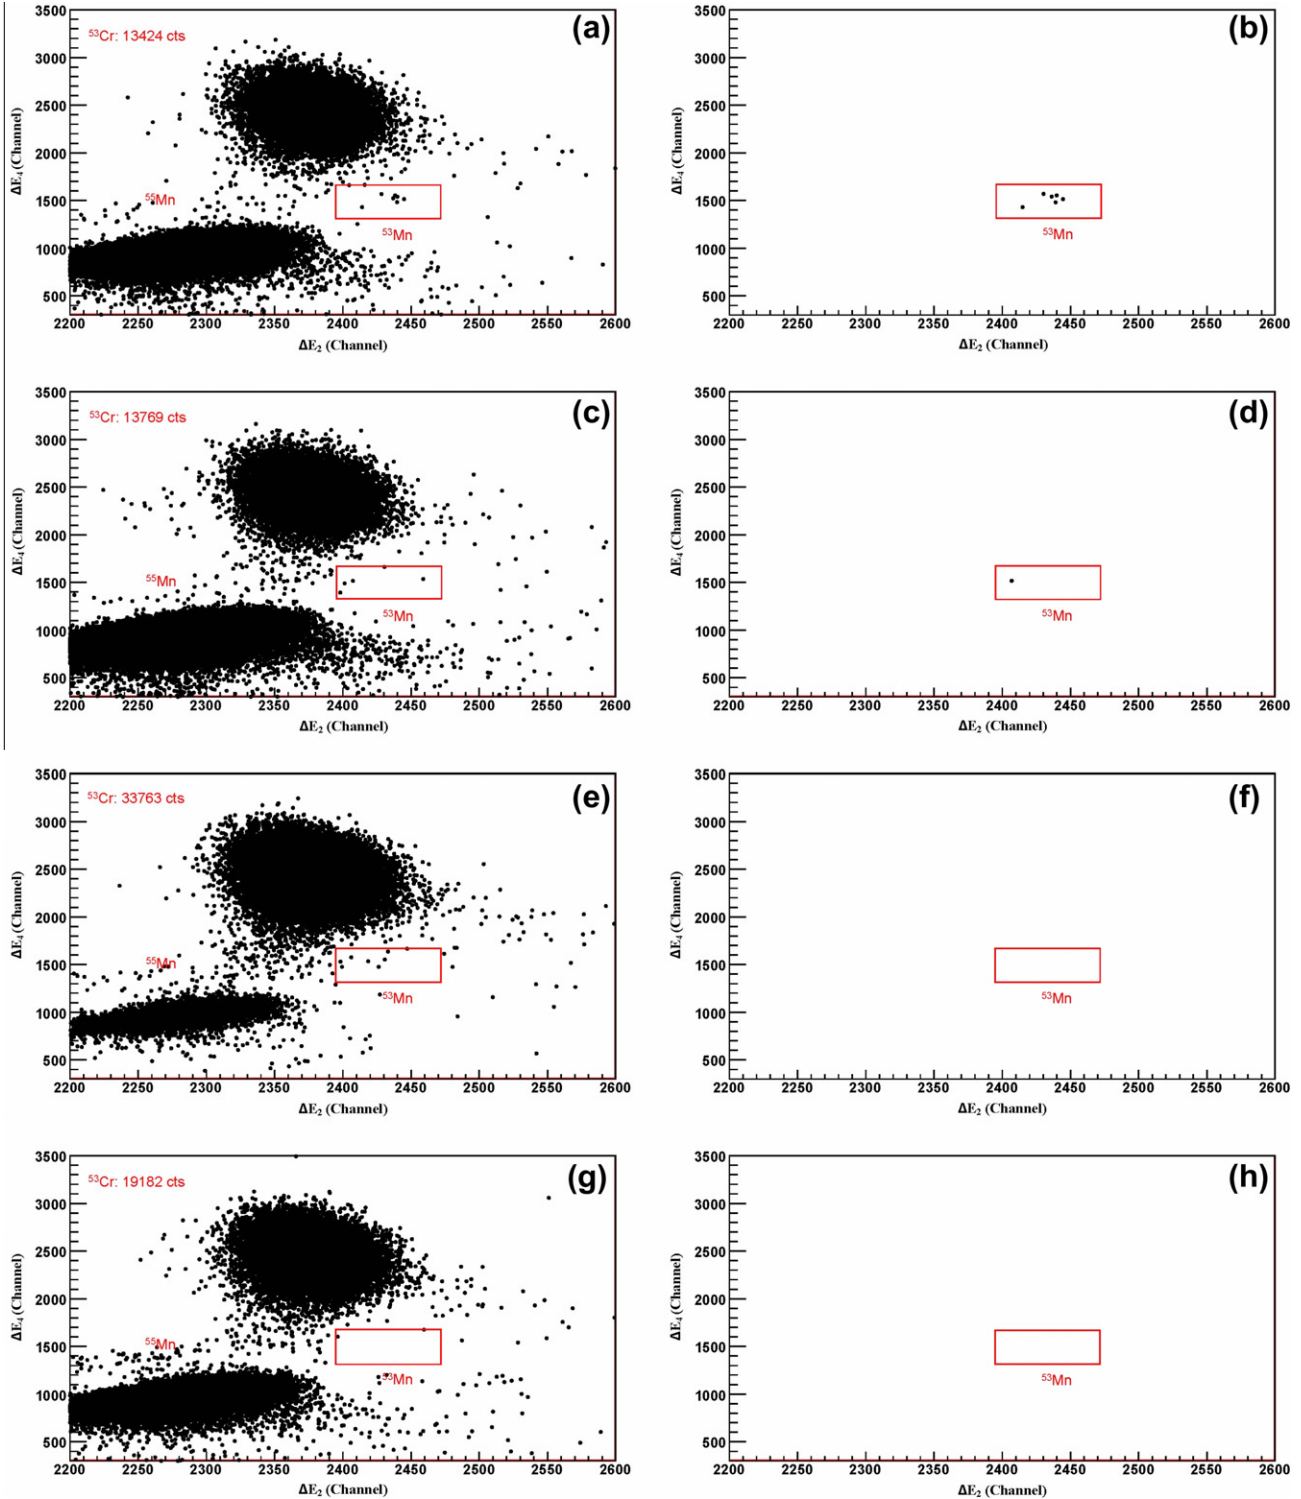 (a)
⁵³Cr: 13424 cts
3500
3000
2500
2000
1500
1000
500
ΔE₄ (Channel)
⁵⁵Mn
⁵³Mn
2200 2250 2300 2350 2400 2450 2500 2550 2600
ΔE₂ (Channel)
(b)
3500
3000
2500
2000
1500
1000
500
ΔE₄ (Channel)
⁵³Mn
2200 2250 2300 2350 2400 2450 2500 2550 2600
ΔE₂ (Channel)
(c)
⁵³Cr: 13769 cts
3500
3000
2500
2000
1500
1000
500
ΔE₄ (Channel)
⁵⁵Mn
⁵³Mn
2200 2250 2300 2350 2400 2450 2500 2550 2600
ΔE₂ (Channel)
(d)
3500
3000
2500
2000
1500
1000
500
ΔE₄ (Channel)
⁵³Mn
2200 2250 2300 2350 2400 2450 2500 2550 2600
ΔE₂ (Channel)
(e)
⁵³Cr: 33763 cts
3500
3000
2500
2000
1500
1000
500
ΔE₄ (Channel)
⁵⁵Mn
⁵³Mn
2200 2250 2300 2350 2400 2450 2500 2550 2600
ΔE₂ (Channel)
(f)
3500
3000
2500
2000
1500
1000
500
ΔE₄ (Channel)
⁵³Mn
2200 2250 2300 2350 2400 2450 2500 2550 2600
ΔE₂ (Channel)
(g)
⁵³Cr: 19182 cts
3500
3000
2500
2000
1500
1000
500
ΔE₄ (Channel)
⁵⁵Mn
⁵³Mn
2200 2250 2300 2350 2400 2450 2500 2550 2600
ΔE₂ (Channel)
(h)
3500
3000
2500
2000
1500
1000
500
ΔE₄ (Channel)
⁵³Mn
2200 2250 2300 2350 2400 2450 2500 2550 2600
ΔE₂ (Channel)